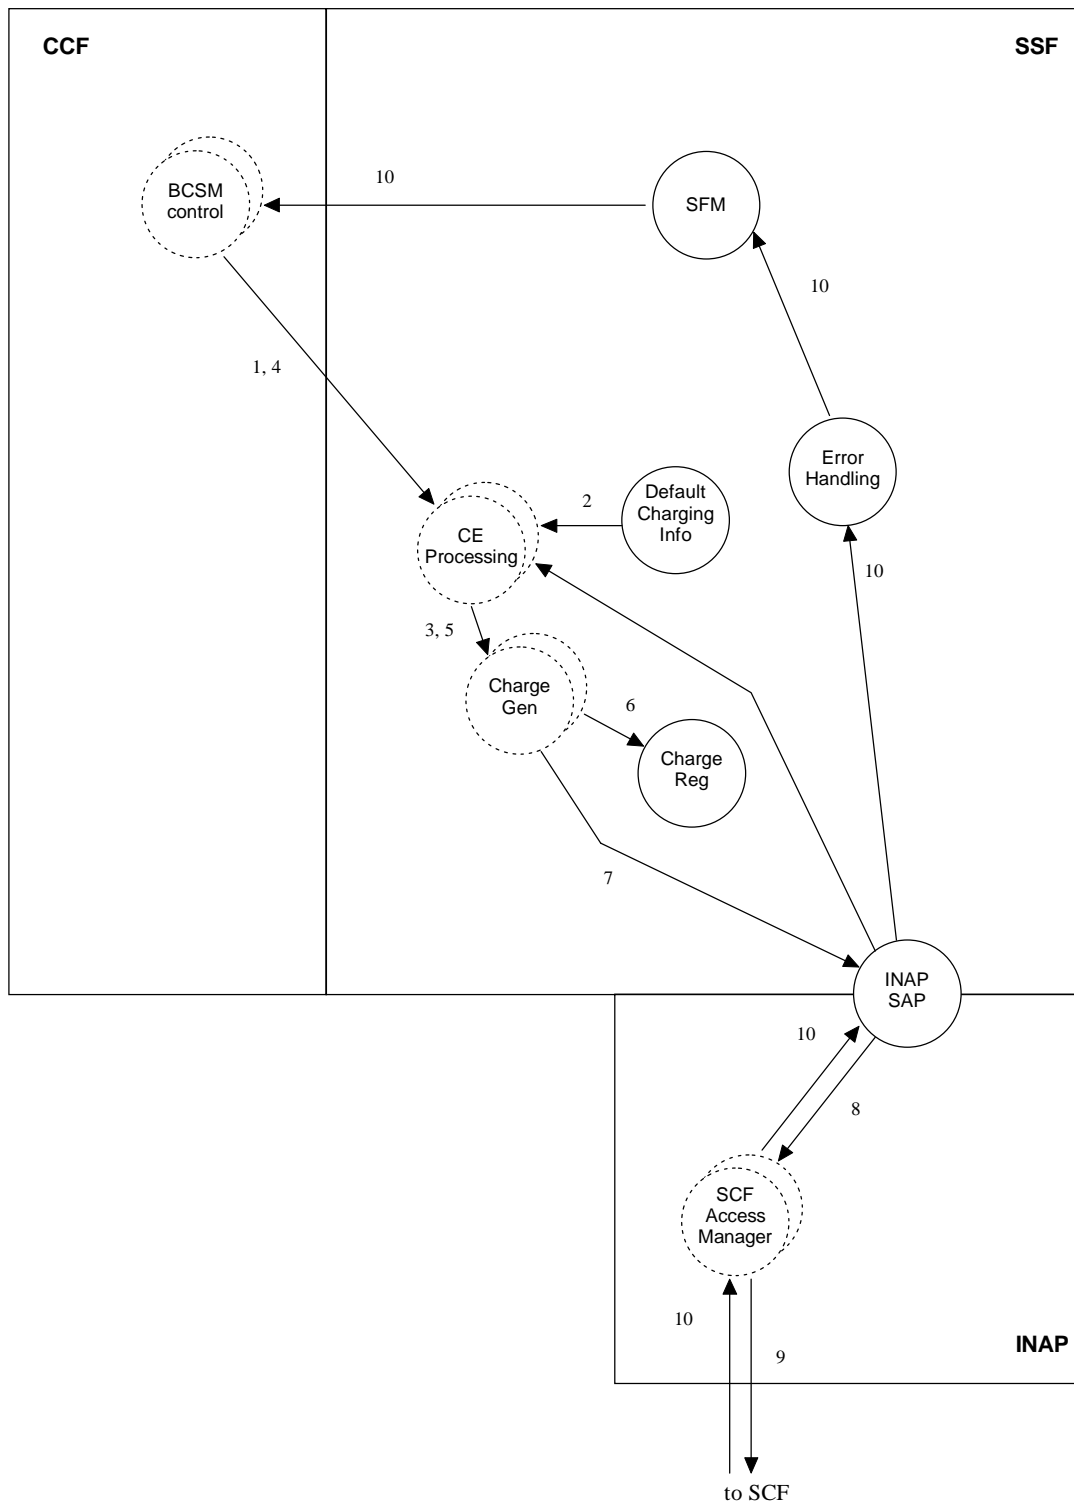 CCF
SSF
BCSM
control
10
SFM
10
1, 4
Error
Handling
Default
Charging
Info
2
CE
Processing
10
3, 5
Charge
Gen
6
Charge
Reg
7
INAP
SAP
10
8
SCF
Access
Manager
10
9
INAP
to SCF